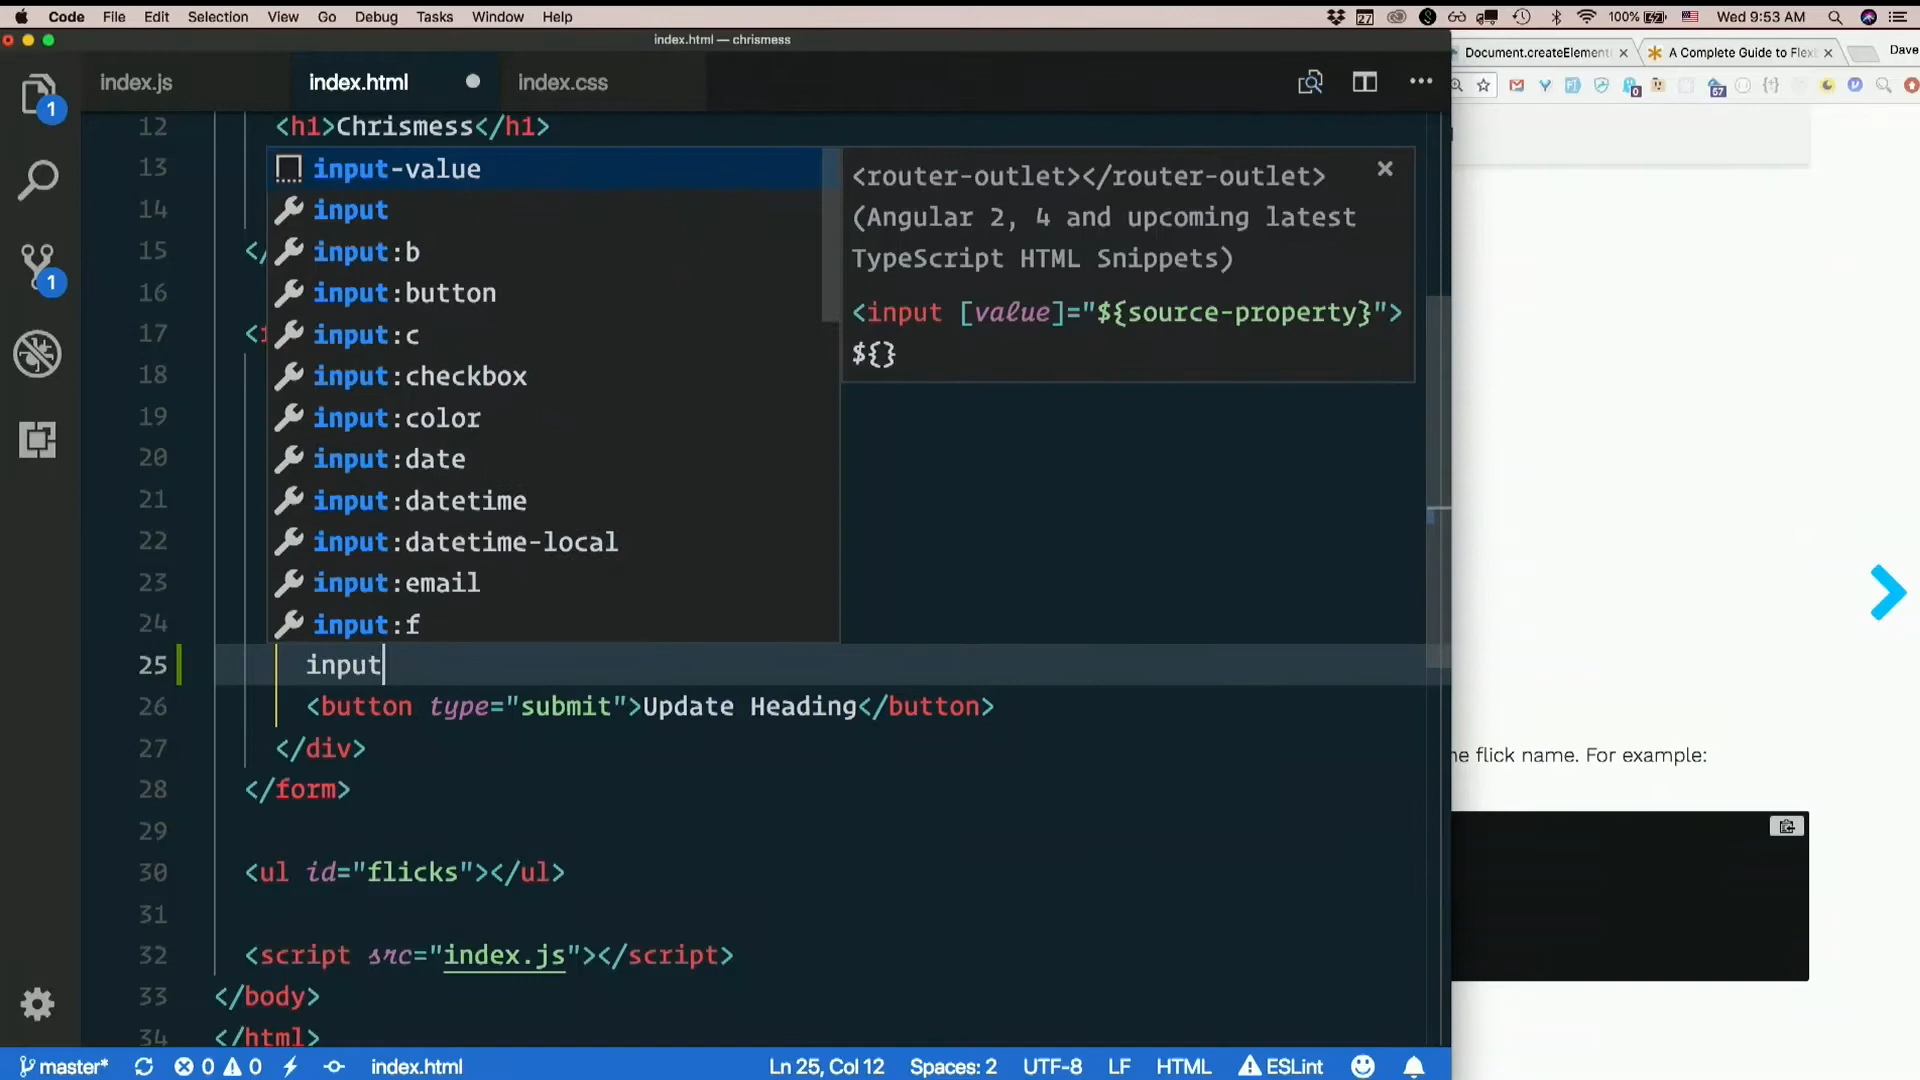 Code File Edit Selection View Go Debug Tasks Window Help
27 100% Wed 9:53 AM
index.html — chrismess
Document.createElement( × A Complete Guide to Flexb × Dave
index.js index.html index.css
0 67
1
1
12 <h1>Chrismess</h1>
13
14
15 </
16
17 <
18
19
20
21
22
23
24
input-value
input
input:b
input:button
input:c
input:checkbox
input:color
input:date
input:datetime
input:datetime-local
input:email
input:f
<router-outlet></router-outlet> ×
(Angular 2, 4 and upcoming latest
TypeScript HTML Snippets)
<input [value]="${source-property}">
${}
25 input
26 <button type="submit">Update Heading</button>
27 </div>
28 </form>
29
30 <ul id="flicks"></ul>
31
32 <script src="index.js"></script>
33 </body>
34 </html>
flick name. For example:
master* 0 0 index.html Ln 25, Col 12 Spaces: 2 UTF-8 LF HTML ESLint